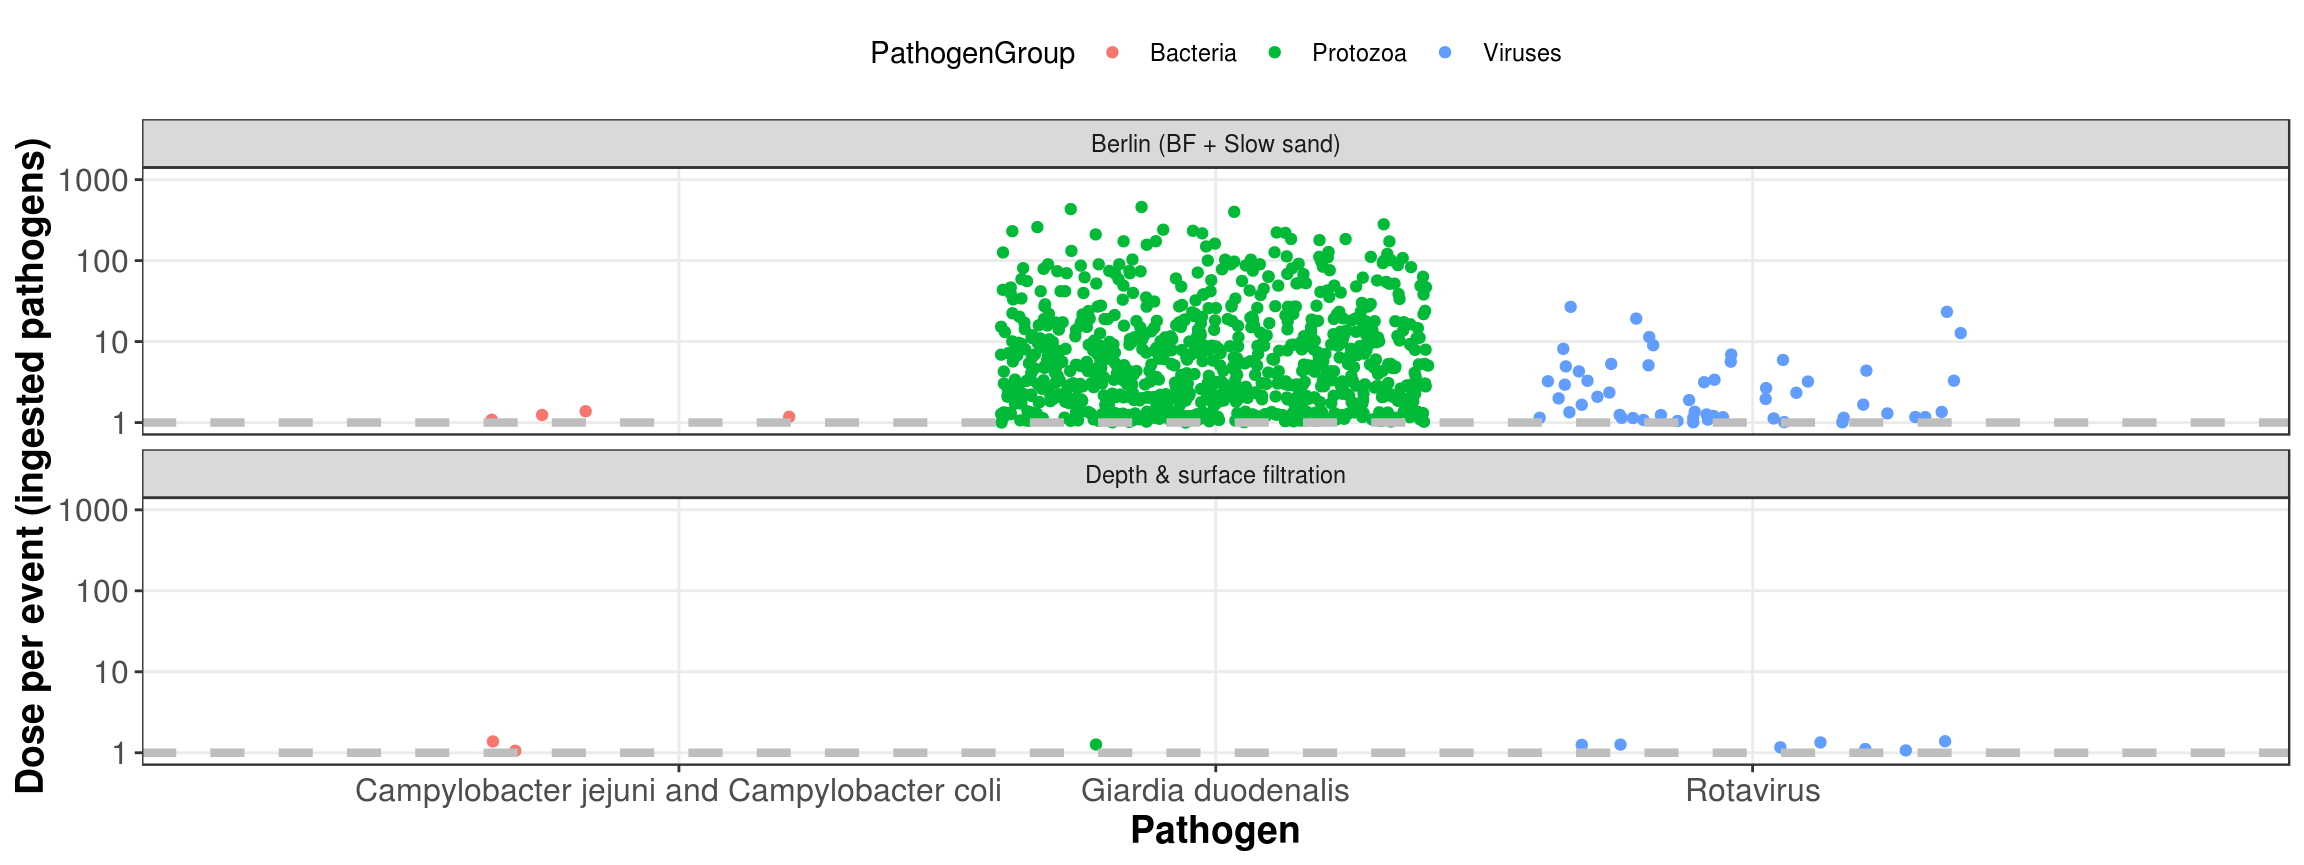 PathogenGroup Bacteria Protozoa Viruses
Dose per event (ingested pathogens)
Berlin (BF + Slow sand)
1000
100
10
1
Depth & surface filtration
1000
100
10
1
Campylobacter jejuni and Campylobacter coli Giardia duodenalis Rotavirus
Pathogen